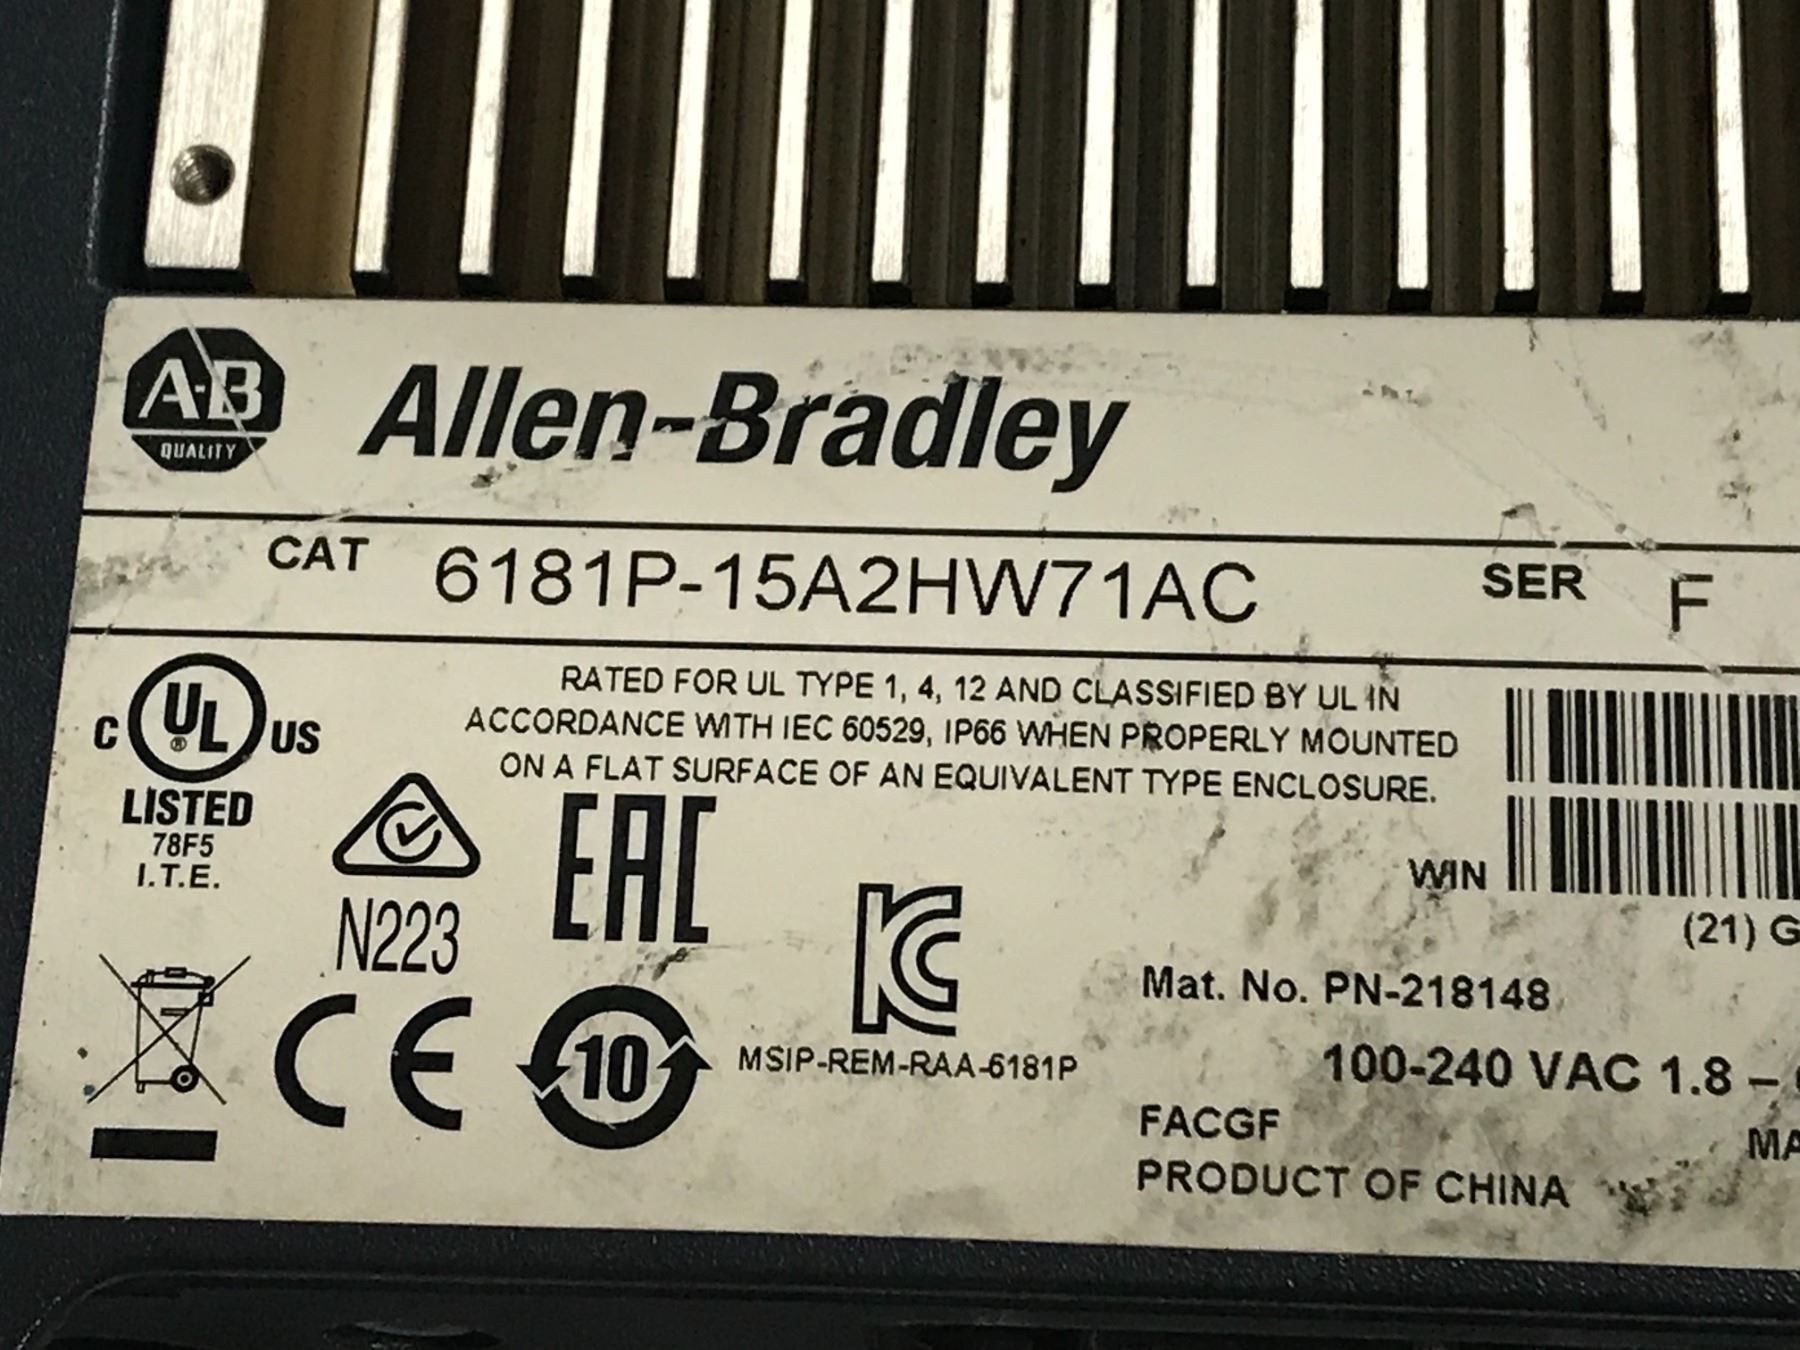 A-B
QUALITY
Allen-Bradley
CAT 6181P-15A2HW71AC SER F
C UL ® US
LISTED
78F5
I.T.E.
RATED FOR UL TYPE 1, 4, 12 AND CLASSIFIED BY UL IN
ACCORDANCE WITH IEC 60529, IP66 WHEN PROPERLY MOUNTED
ON A FLAT SURFACE OF AN EQUIVALENT TYPE ENCLOSURE.
N223
EAC
KC
WIN
(21) G
CE
10
MSIP-REM-RAA-6181P
Mat. No. PN-218148
100-240 VAC 1.8 –
FACGF
MA
PRODUCT OF CHINA